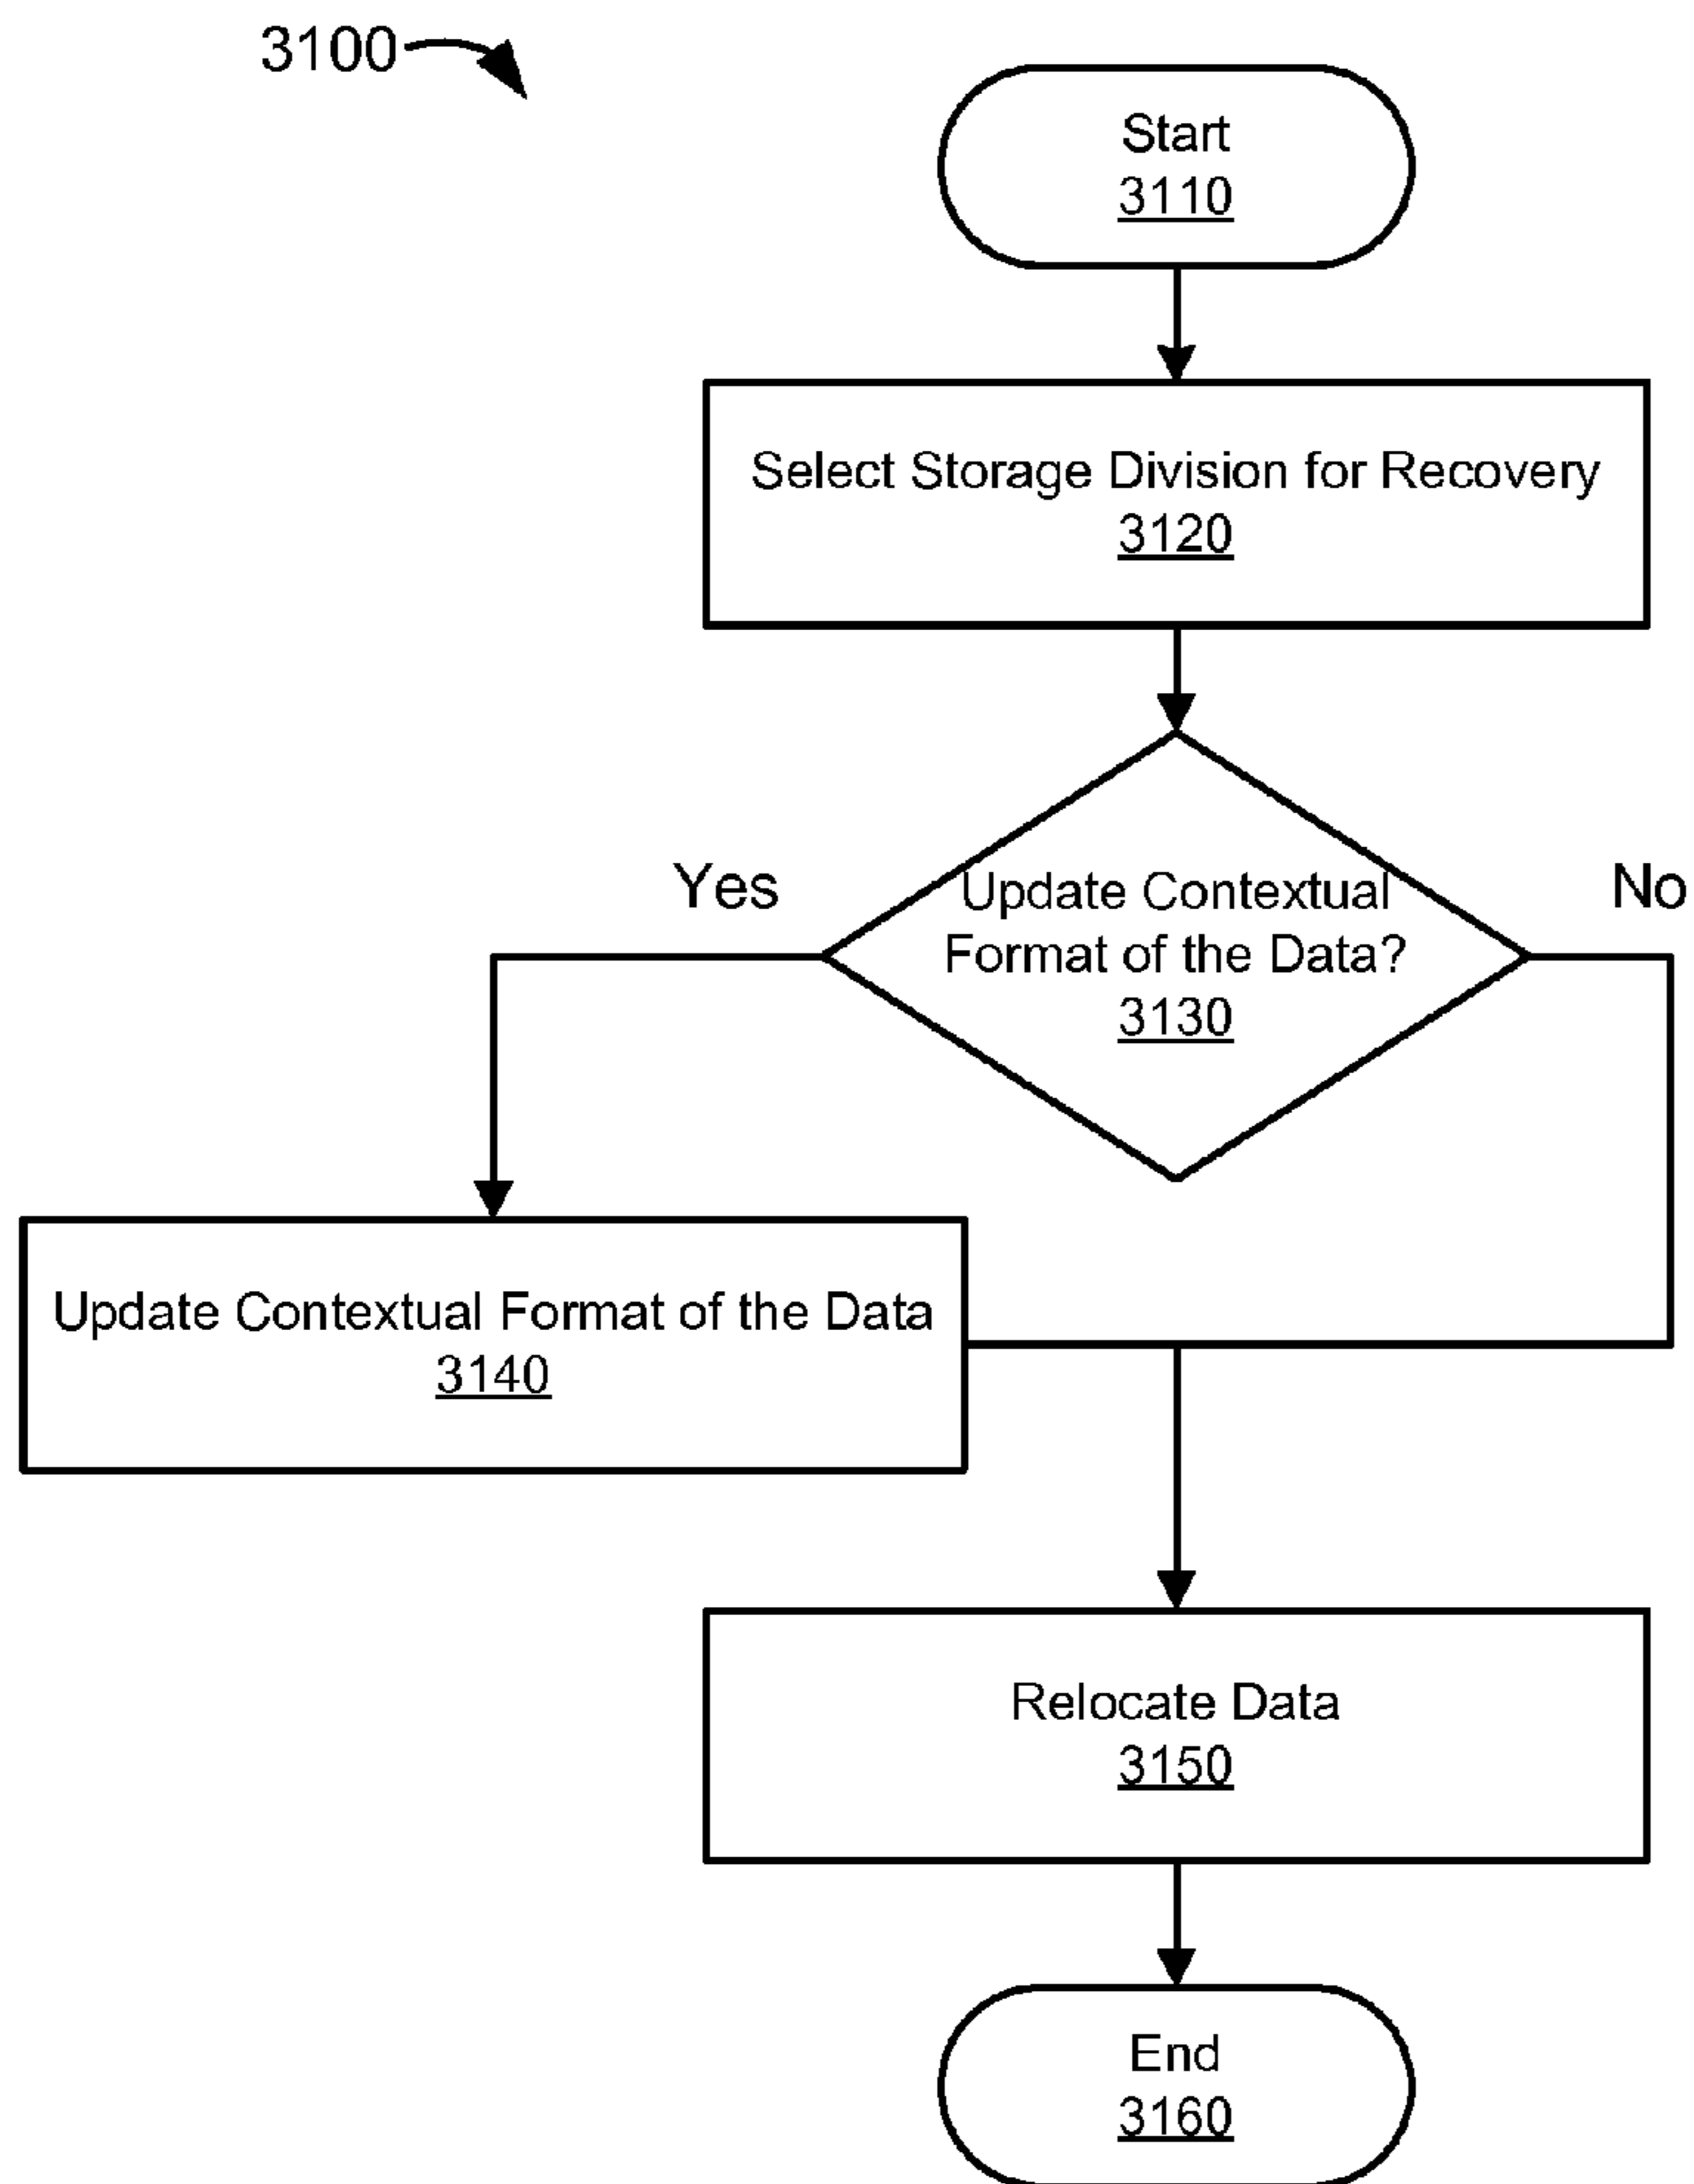 3100
Start
3110
Select Storage Division for Recovery
3120
Yes
No
Update Contextual
Format of the Data?
3130
Update Contextual Format of the Data
3140
Relocate Data
3150
End
3160